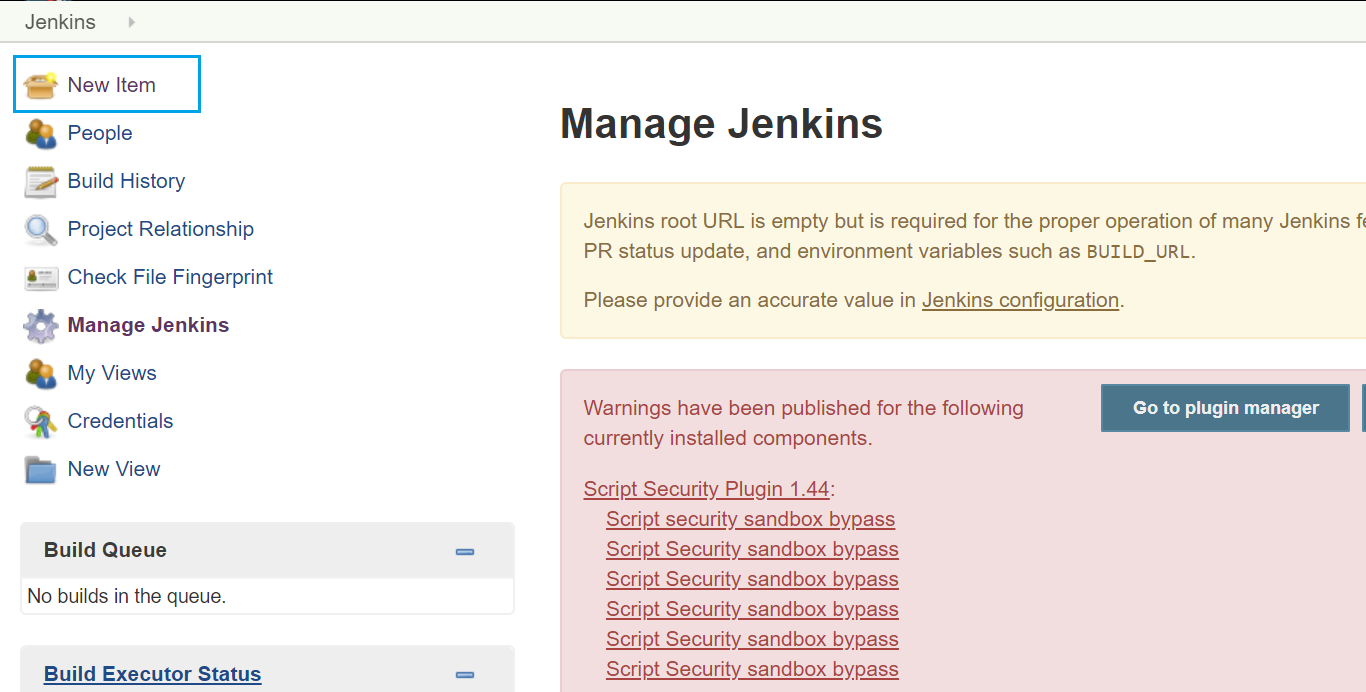 Jenkins
New Item
People
Build History
Project Relationship
Check File Fingerprint
Manage Jenkins
My Views
Credentials
New View
Build Queue
No builds in the queue.
Build Executor Status
Manage Jenkins
Jenkins root URL is empty but is required for the proper operation of many Jenkins
PR status update, and environment variables such as BUILD_URL.
Please provide an accurate value in Jenkins configuration.
Go to plugin manager
Warnings have been published for the following
currently installed components.
Script Security Plugin 1.44:
Script security sandbox bypass
Script Security sandbox bypass
Script Security sandbox bypass
Script Security sandbox bypass
Script Security sandbox bypass
Script Security sandbox bypass